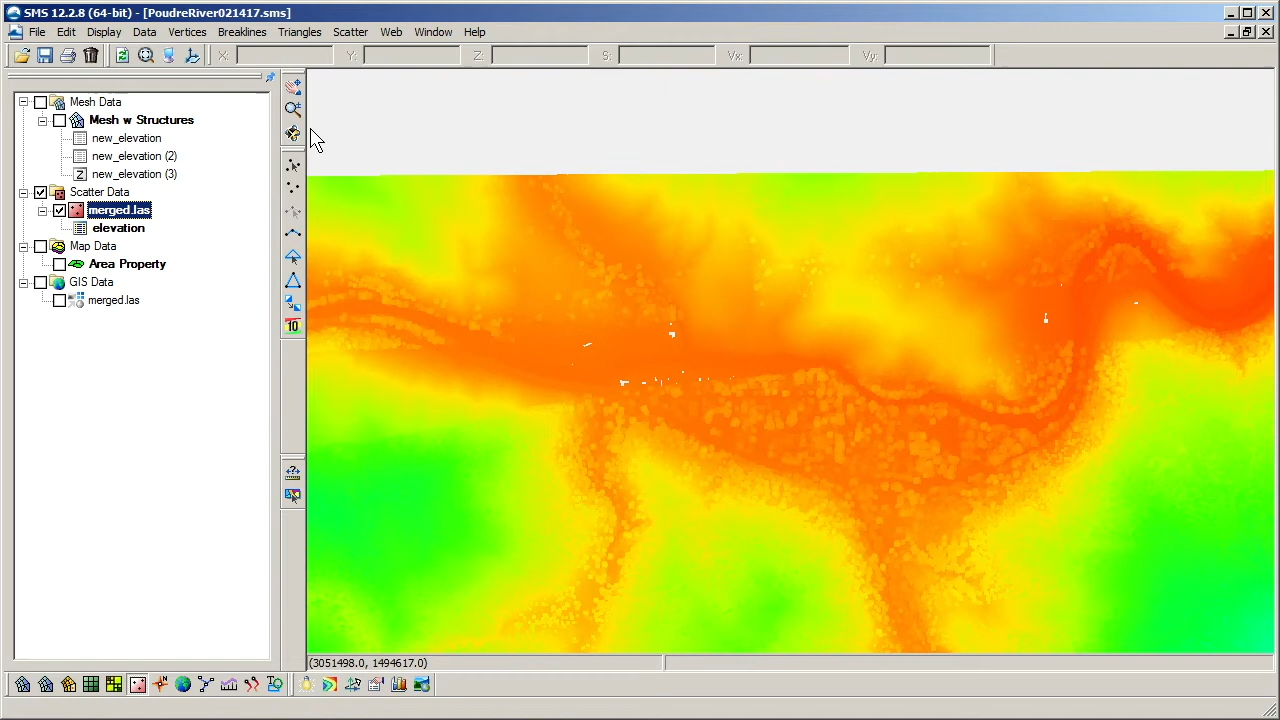 SMS 12.2.8 (64-bit) - [PoudreRiver021417.sms]
File Edit Display Data Vertices Breaklines Triangles Scatter Web Window Help
X: Y: Z: S: Vx: Vy:
Mesh Data
Mesh w Structures
new_elevation
new_elevation (2)
Z new_elevation (3)
Scatter Data
merged.las
elevation
Map Data
Area Property
GIS Data
merged.las
10
(3051498.0, 1494617.0)